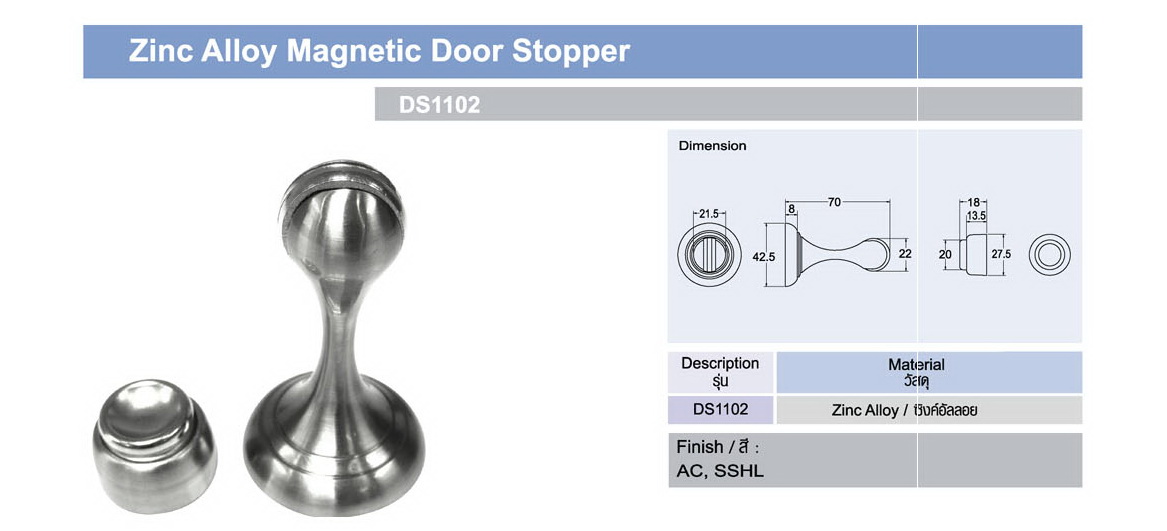 Zinc Alloy Magnetic Door Stopper
DS1102
Dimension
21.5
8
70
42.5
22
18
13.5
20
27.5
Description
รุ่น
Material
วัสดุ
DS1102
Zinc Alloy / ซิงค์อัลลอย
Finish / สี :
AC, SSHL